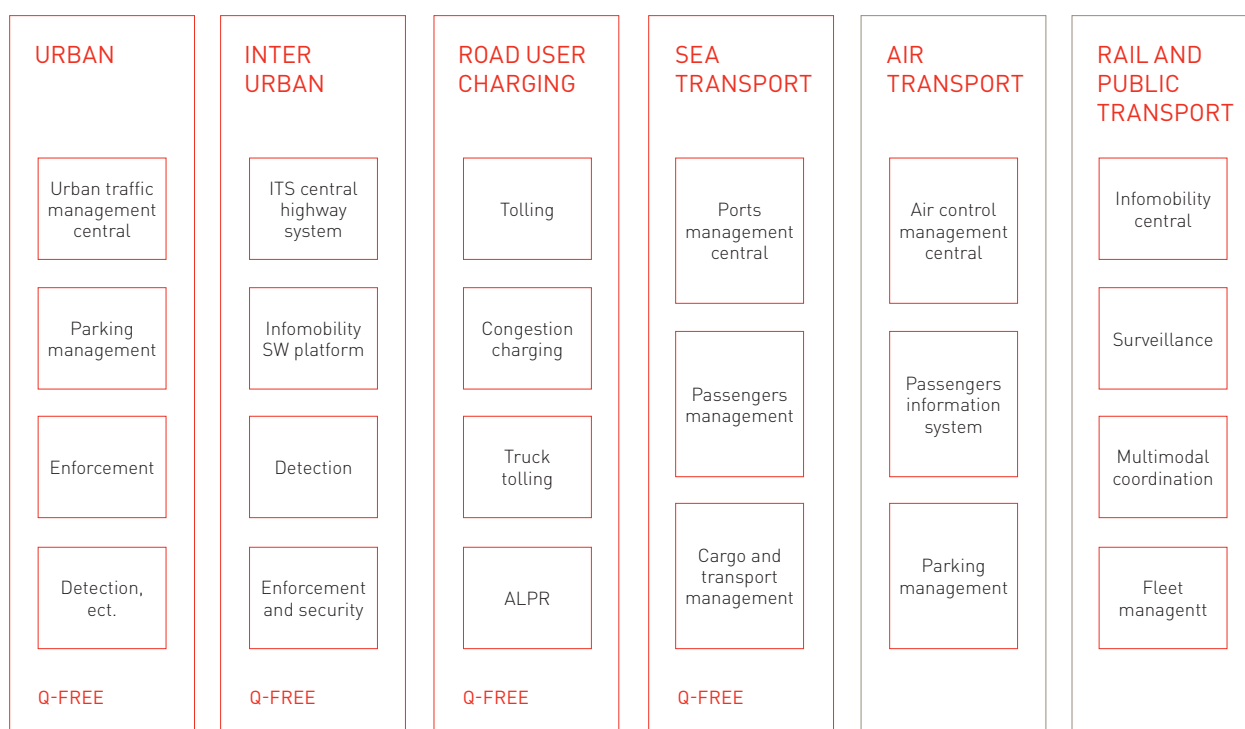 URBAN
Urban traffic
management
central
Parking
management
Enforcement
Detection,
ect.
Q-FREE
INTER
URBAN
ITS central
highway
system
Infomobility
SW platform
Detection
Enforcement
and security
Q-FREE
ROAD USER
CHARGING
Tolling
Congestion
charging
Truck
tolling
ALPR
Q-FREE
SEA
TRANSPORT
Ports
management
central
Passengers
management
Cargo and
transport
management
Q-FREE
AIR
TRANSPORT
Air control
management
central
Passengers
information
system
Parking
management
RAIL AND
PUBLIC
TRANSPORT
Infomobility
central
Surveillance
Multimodal
coordination
Fleet
managentt